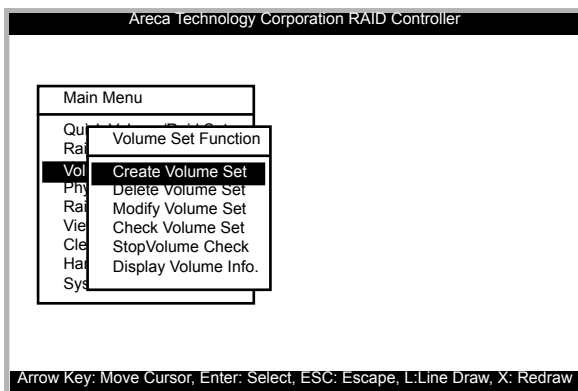 Areca Technology Corporation RAID Controller
Main Menu
Volume Set Function
Create Volume Set
Delete Volume Set
Modify Volume Set
Check Volume Set
StopVolume Check
Display Volume Info.
Arrow Key: Move Cursor, Enter: Select, ESC: Escape, L:Line Draw, X: Redraw